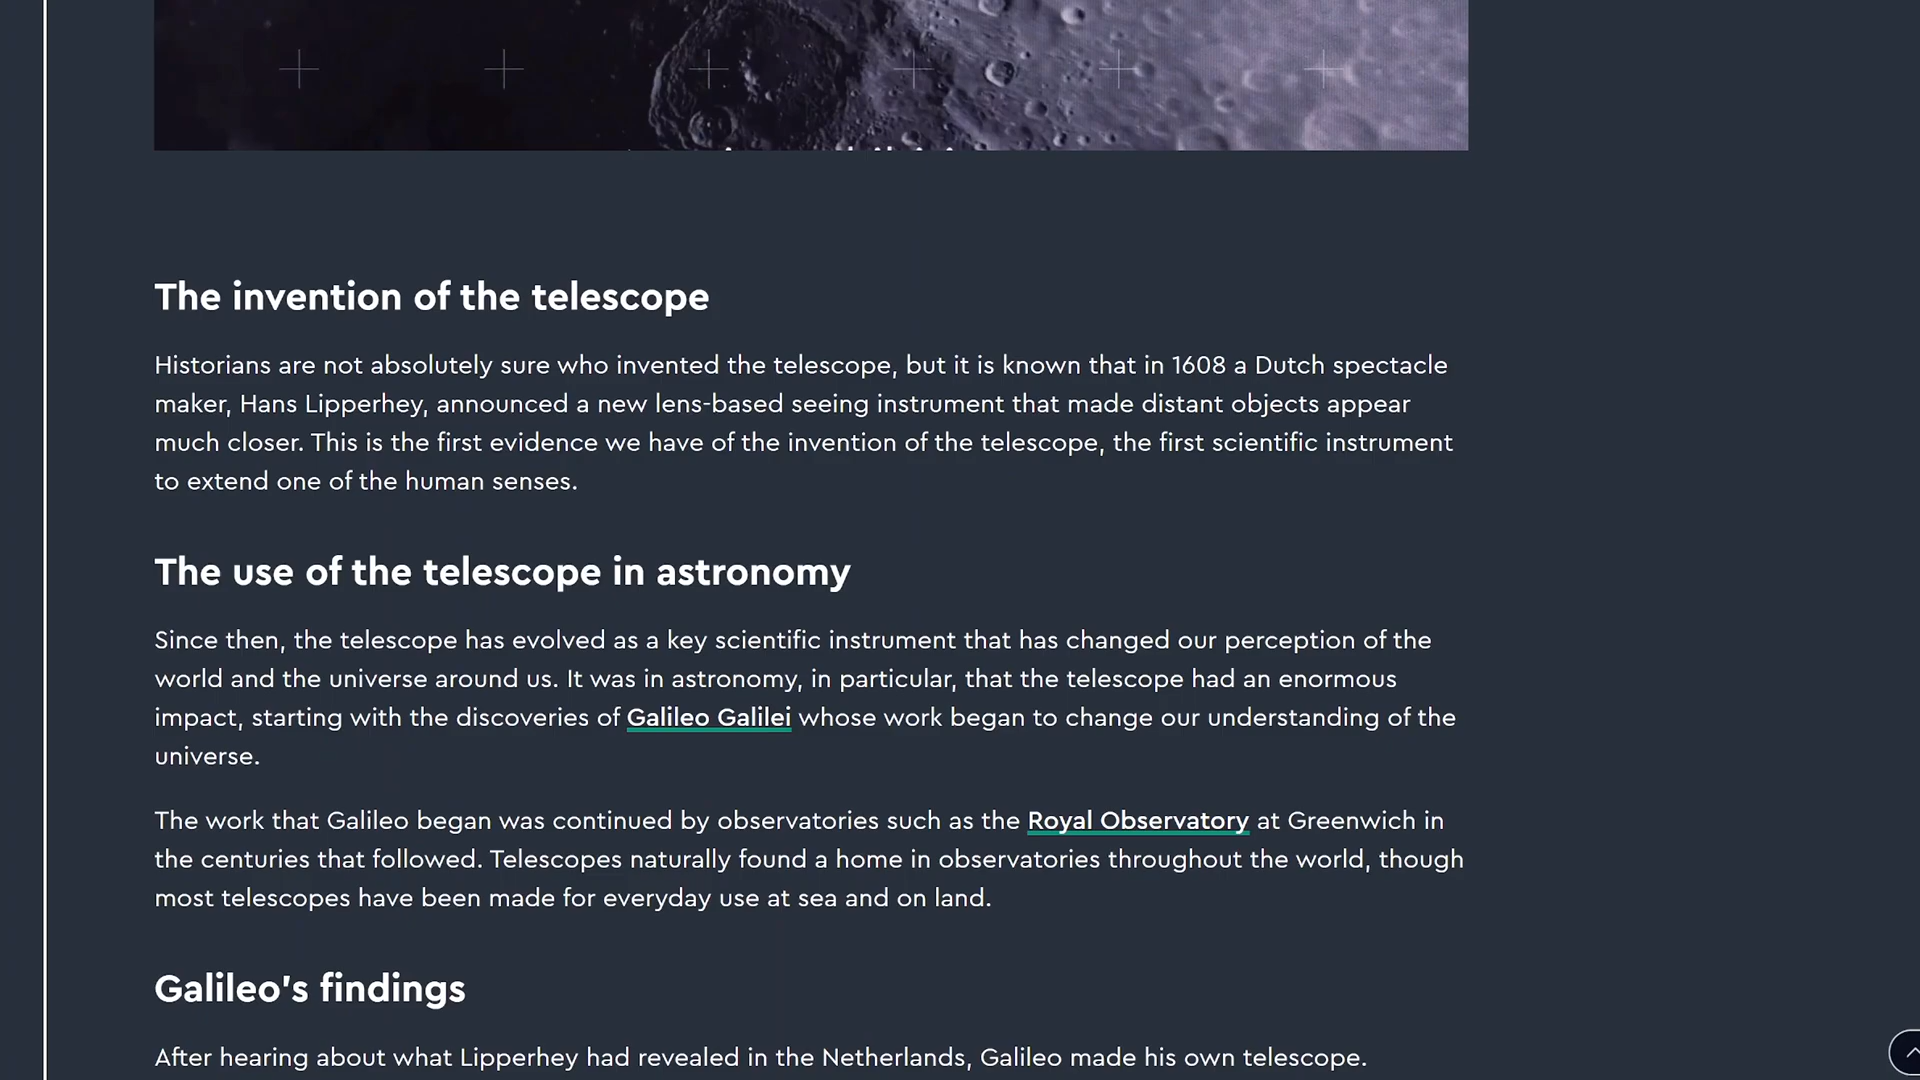 The invention of the telescope
Historians are not absolutely sure who invented the telescope, but it is known that in 1608 a Dutch spectacle
maker, Hans Lipperhey, announced a new lens-based seeing instrument that made distant objects appear
much closer. This is the first evidence we have of the invention of the telescope, the first scientific instrument
to extend one of the human senses.
The use of the telescope in astronomy
Since then, the telescope has evolved as a key scientific instrument that has changed our perception of the
world and the universe around us. It was in astronomy, in particular, that the telescope had an enormous
impact, starting with the discoveries of Galileo Galilei whose work began to change our understanding of the
universe.
The work that Galileo began was continued by observatories such as the Royal Observatory at Greenwich in
the centuries that followed. Telescopes naturally found a home in observatories throughout the world, though
most telescopes have been made for everyday use at sea and on land.
Galileo's findings
After hearing about what Lipperhey had revealed in the Netherlands, Galileo made his own telescope.